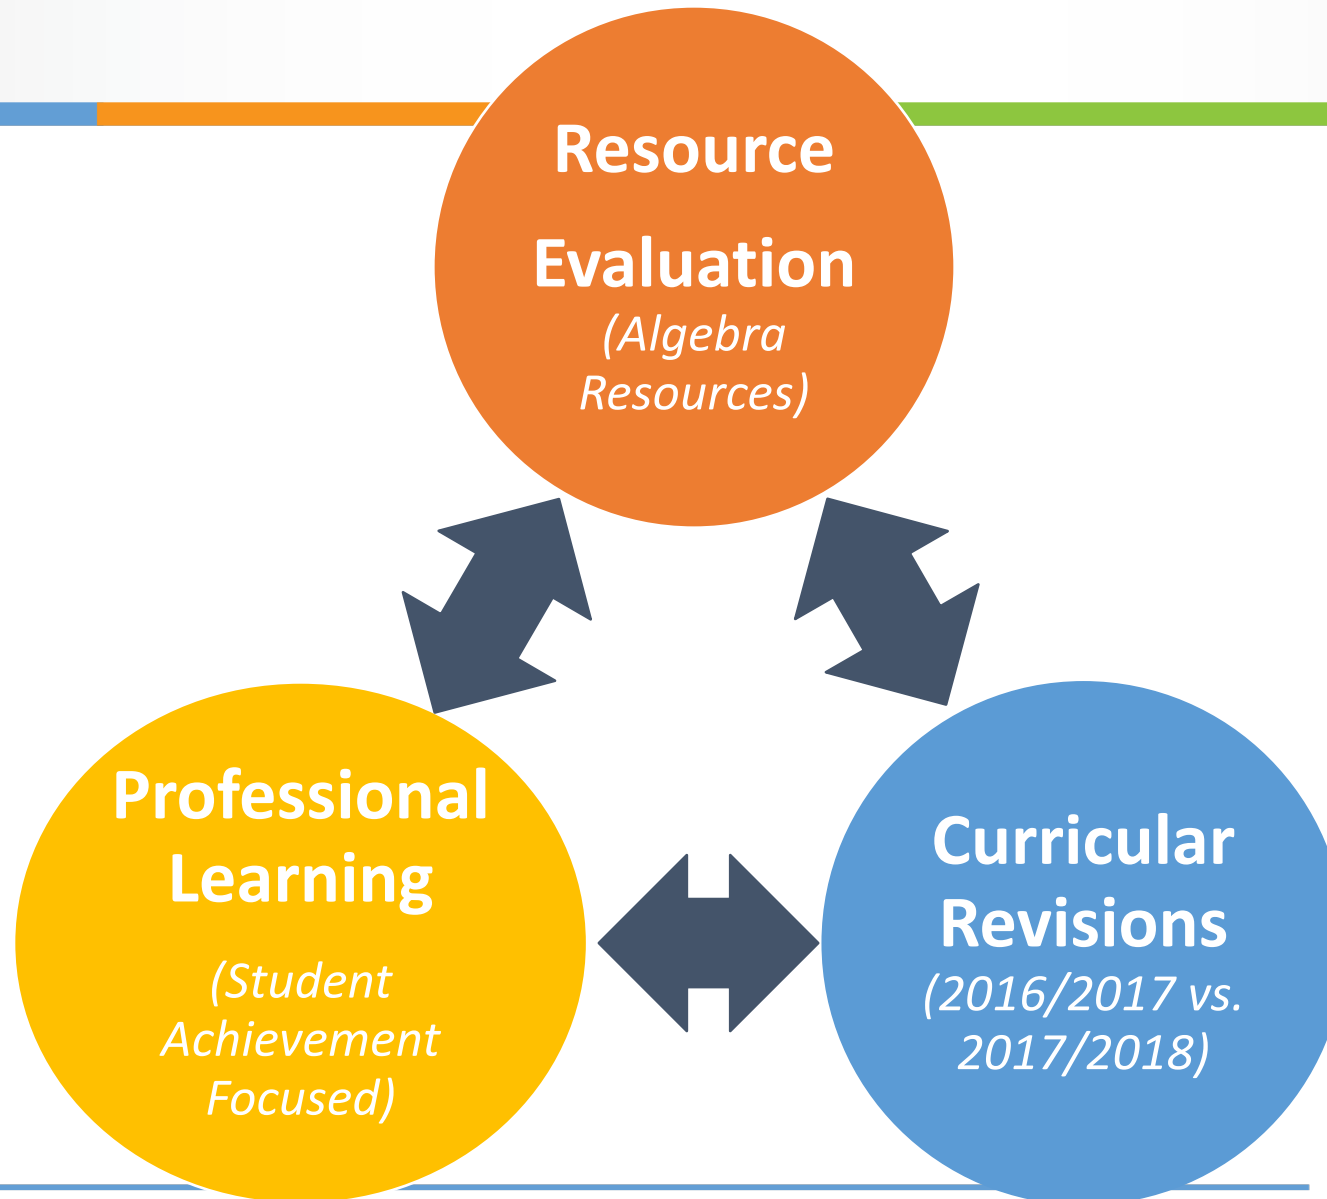 Resource
Evaluation
(Algebra
Resources)
Professional
Learning
(Student
Achievement
Focused)
Curricular
Revisions
(2016/2017 vs.
2017/2018)